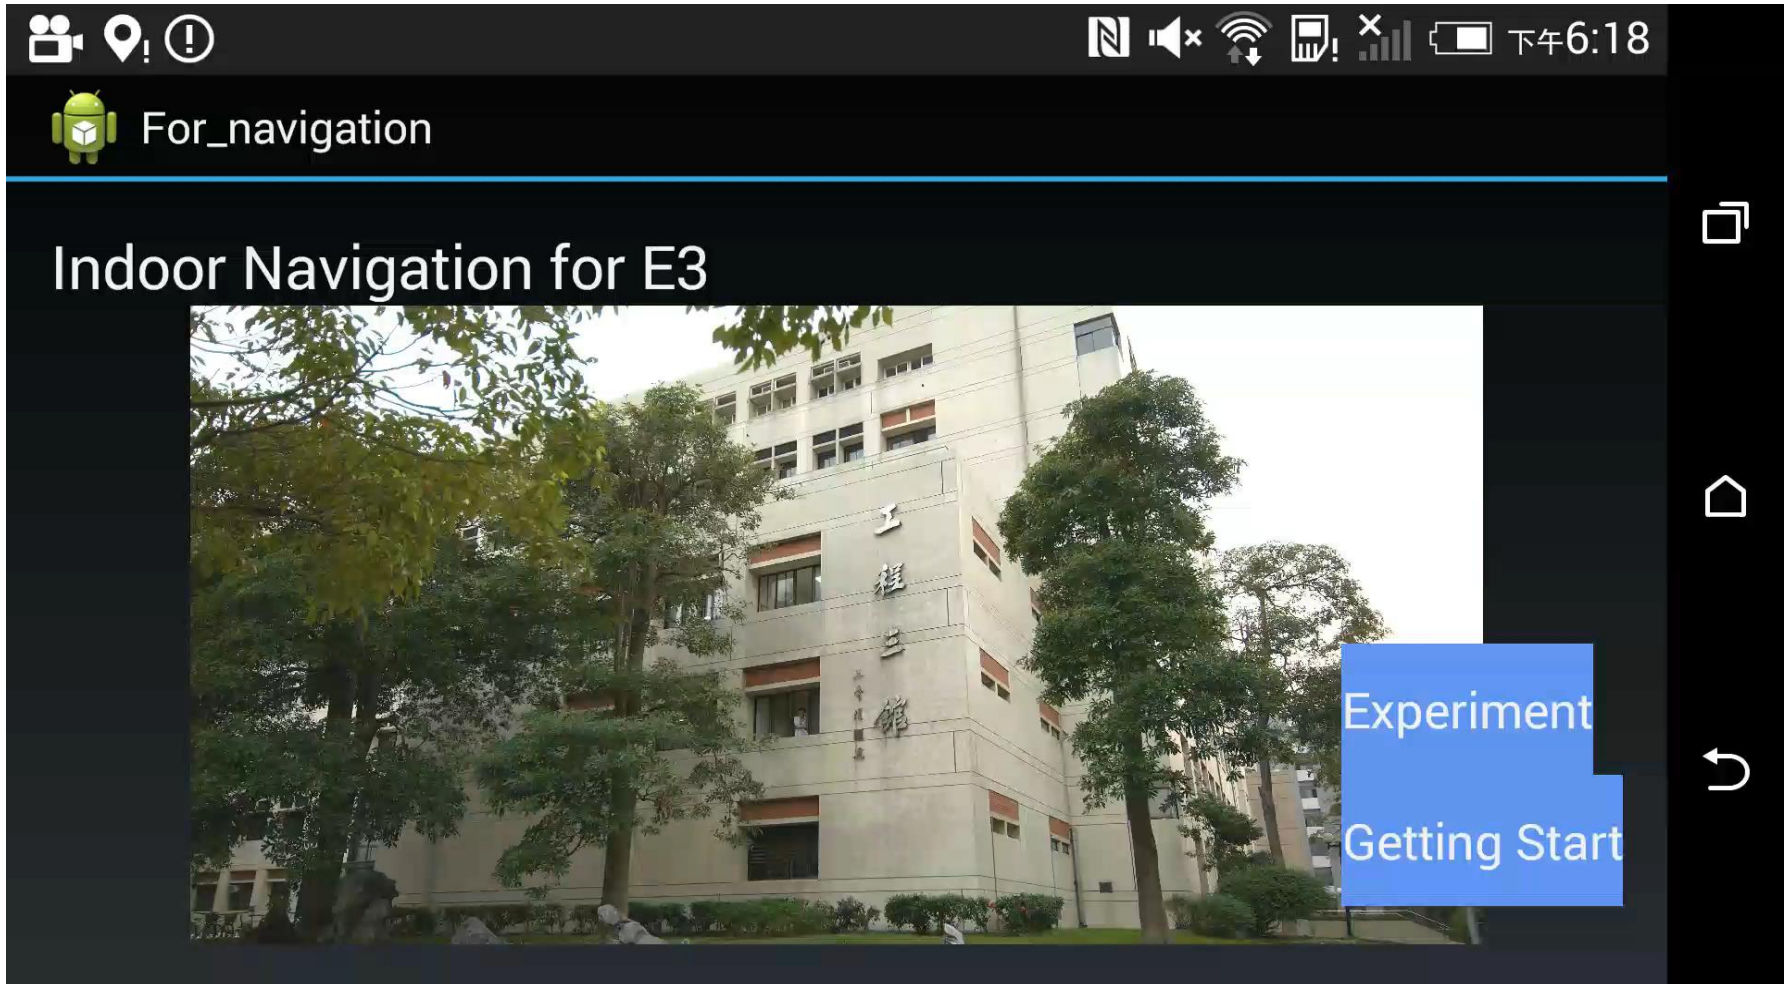 下午6:18
For_navigation
Indoor Navigation for E3
工程三館
Experiment
Getting Start